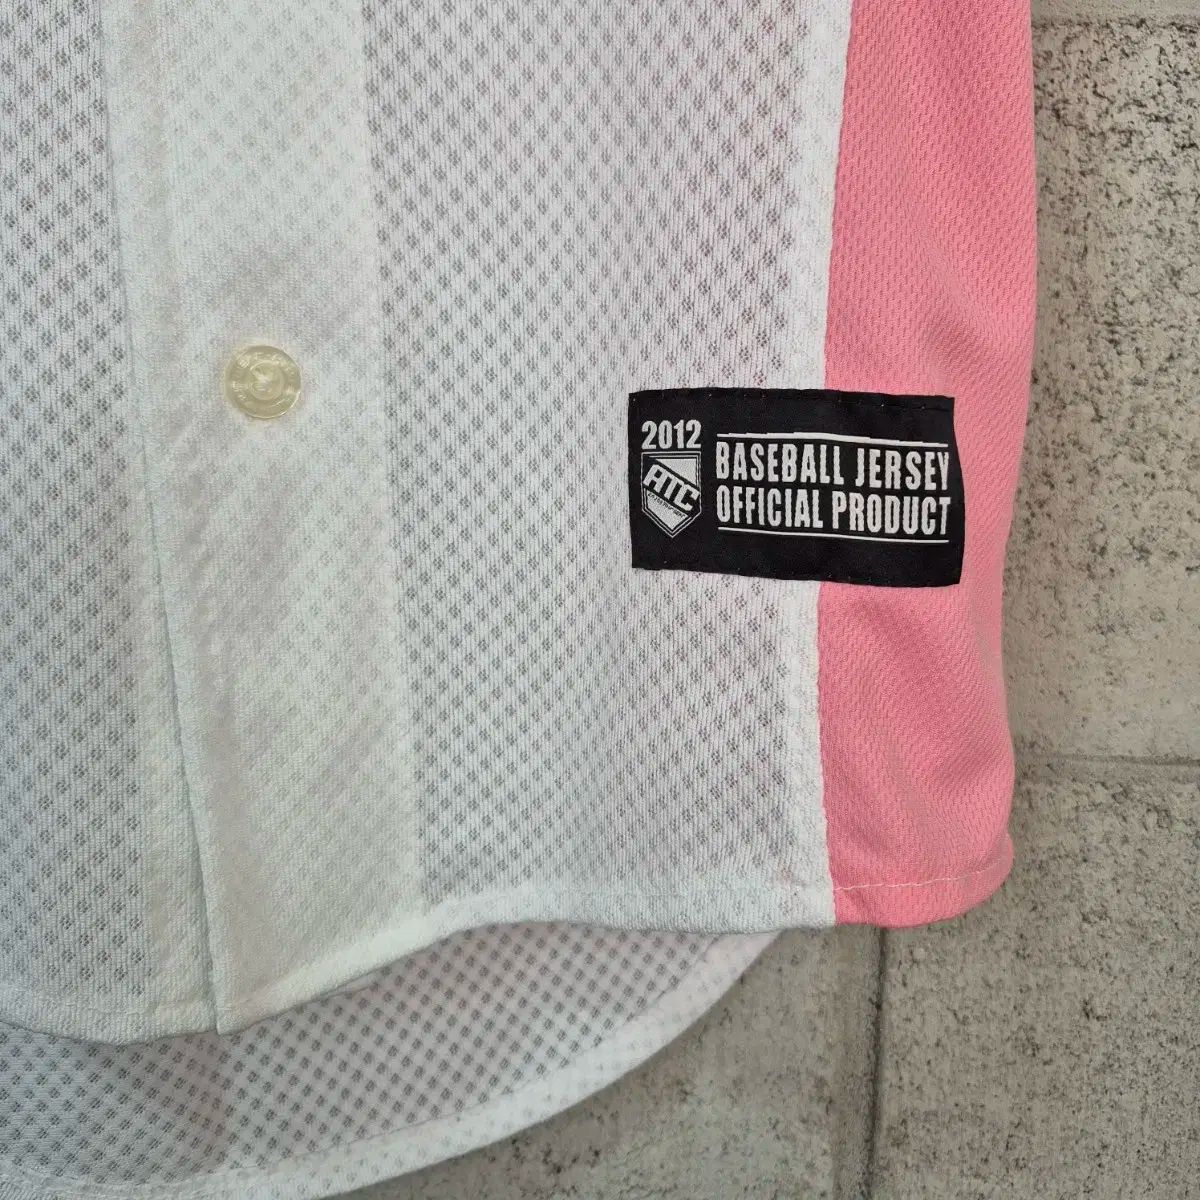 2012
ATC
BASEBALL JERSEY
OFFICIAL PRODUCT